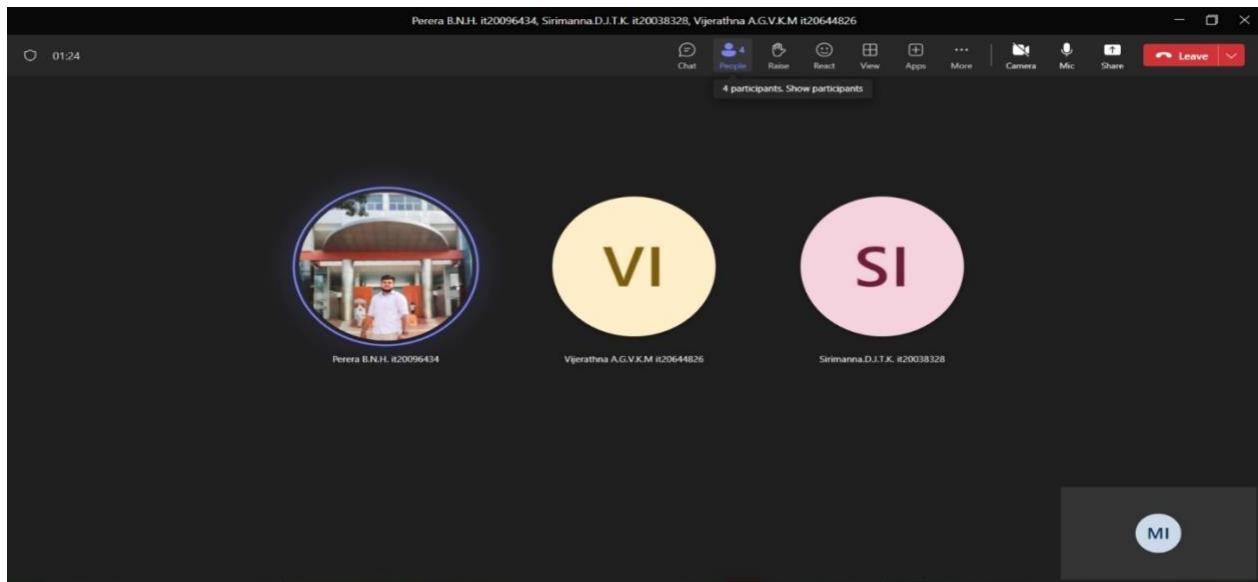 Perera B.N.H. it20096434, Sirimanna.D.J.T.K. it20038328, Vijerathna A.G.V.K.M it20644826
01:24
Chat
4
People
Raise
React
View
Apps
More
Camera
Mic
Share
Leave
4 participants. Show participants
VI
SI
Perera B.N.H. it20096434
Vijerathna A.G.V.K.M it20644826
Sirimanna.D.J.T.K. it20038328
MI